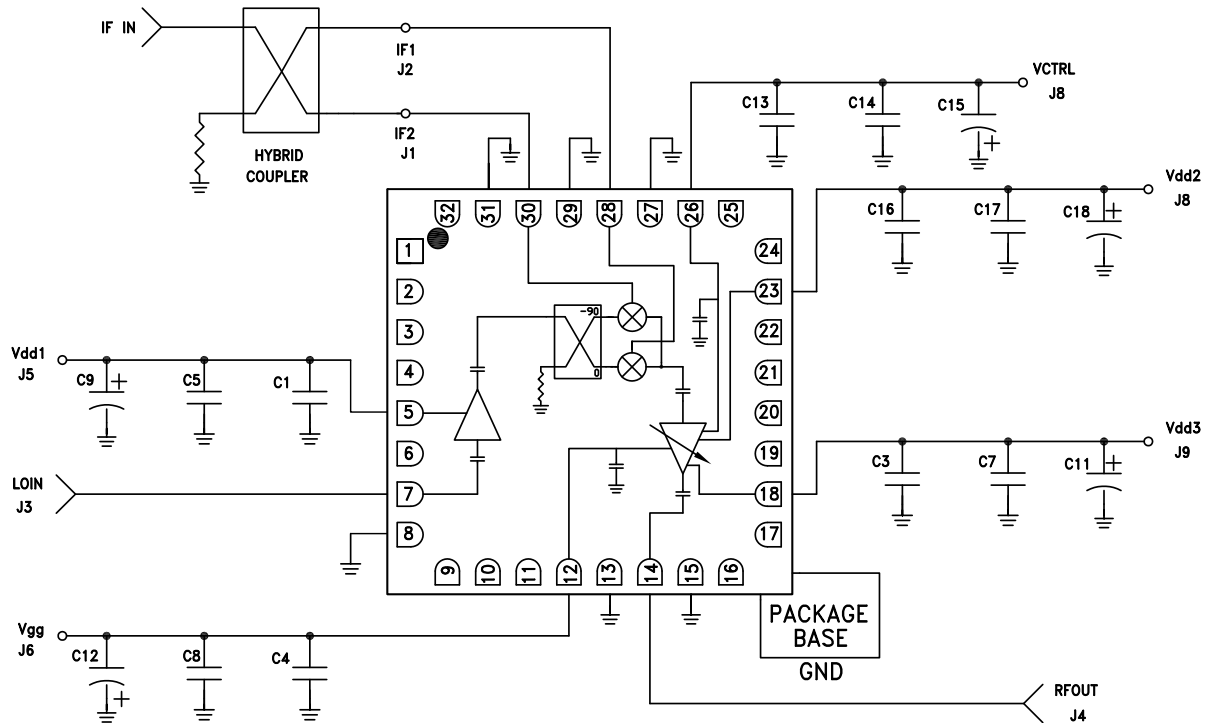 IF IN
HYBRID
COUPLER
IF1
J2
IF2
J1
VCTRL
J8
C13
C14
C15
+
Vdd2
J8
C16
C17
C18
+
32
31
30
29
28
27
26
25
1
2
3
4
5
6
7
8
24
23
22
21
20
19
18
17
-90
0
Vdd1
J5
C9
+
C5
C1
LOIN
J3
Vdd3
J9
C3
C7
C11
+
9
10
11
12
13
14
15
16
Vgg
J6
C12
+
C8
C4
PACKAGE
BASE
GND
RFOUT
J4